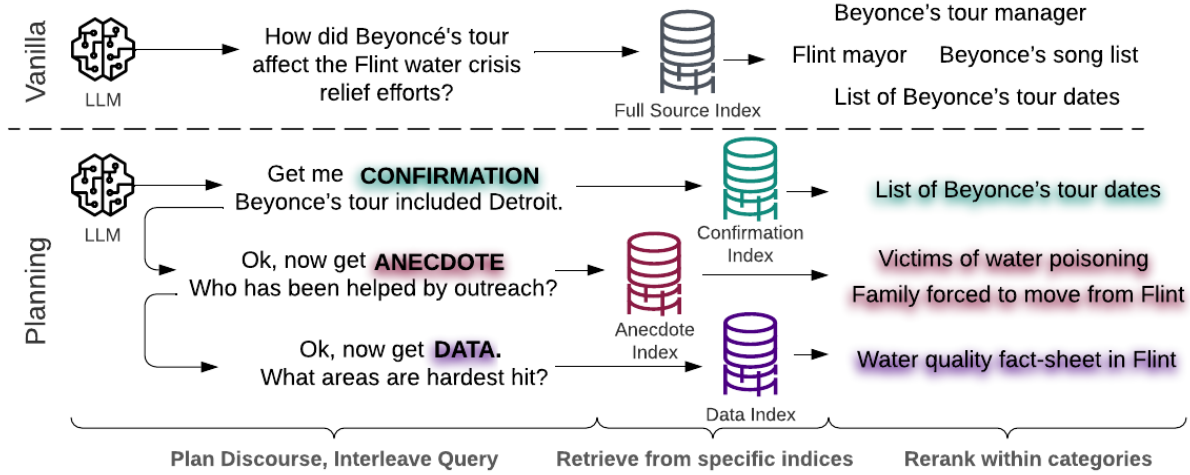 Vanilla
LLM
How did Beyoncé's tour
affect the Flint water crisis
relief efforts?
Full Source Index
Beyonce's tour manager
Flint mayor Beyonce's song list
List of Beyonce's tour dates
Planning
LLM
Get me CONFIRMATION
Beyonce's tour included Detroit.
Confirmation
Index
List of Beyonce's tour dates
Ok, now get ANECDOTE
Who has been helped by outreach?
Anecdote
Index
Victims of water poisoning
Family forced to move from Flint
Ok, now get DATA.
What areas are hardest hit?
Data Index
Water quality fact-sheet in Flint
Plan Discourse, Interleave Query
Retrieve from specific indices
Rerank within categories